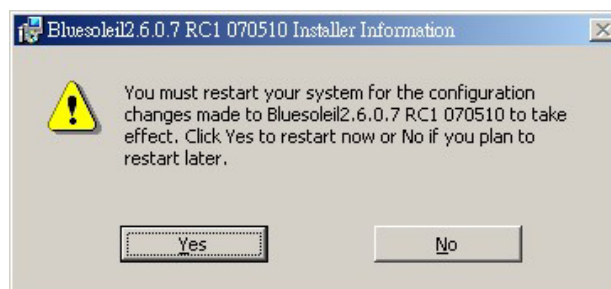 Bluesoleil2.6.0.7 RC1 070510 Installer Information
You must restart your system for the configuration
changes made to Bluesoleil2.6.0.7 RC1 070510 to take
effect. Click Yes to restart now or No if you plan to
restart later.
Yes
No